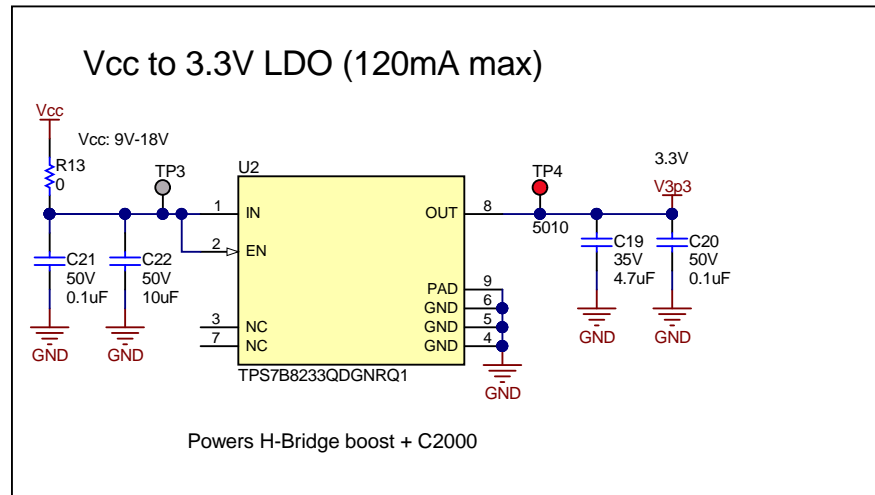 Vcc to 3.3V LDO (120mA max)
Vcc
Vcc: 9V-18V
R13
0
TP3
U2
TP4
5010
3.3V
V3p3
1
IN
OUT
8
2
EN
C21
50V
0.1uF
C22
50V
10uF
C19
35V
4.7uF
C20
50V
0.1uF
PAD
9
GND
6
3
NC
GND
5
7
NC
GND
4
GND
GND
GND
GND
GND
TPS7B8233QDGNRQ1
Powers H-Bridge boost + C2000